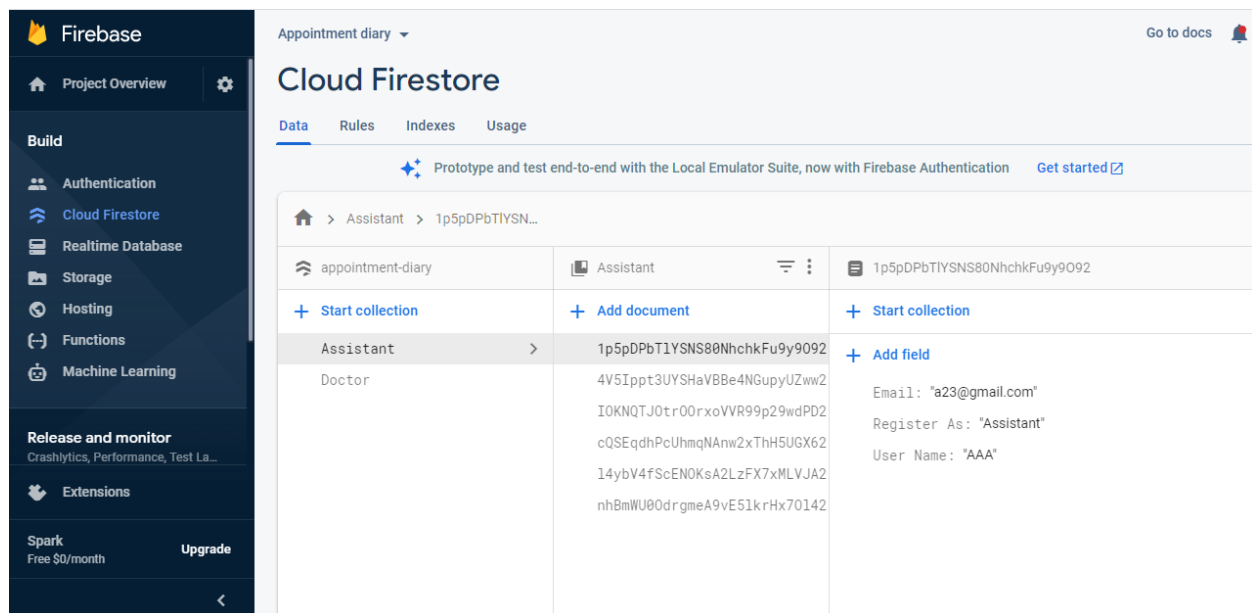 Firebase
Project Overview
Build
Authentication
Cloud Firestore
Realtime Database
Storage
Hosting
Functions
Machine Learning
Release and monitor
Crashlytics, Performance, Test La...
Extensions
Spark
Free $0/month
Upgrade
Appointment diary
Go to docs
Cloud Firestore
Data Rules Indexes Usage
Prototype and test end-to-end with the Local Emulator Suite, now with Firebase Authentication Get started
> Assistant > 1p5pDPbTlYSN...
appointment-diary
+ Start collection
Assistant >
Doctor
Assistant
+ Add document
1p5pDPbTlYSNS80NhchkFu9y9O92
4V5Ippt3UYSHaVBBe4NGupyUZww2
IOKNQTJOtrOOrxoVVR99p29wdPD2
cQSEqdhPcUhmqNAnw2xThH5UGX62
l4ybV4fScENOKsA2LzFX7xMLVJA2
nhBmWU0OdrgmeA9vE5lkrHx7Ol42
1p5pDPbTlYSNS80NhchkFu9y9O92
+ Start collection
+ Add field
Email: "a23@gmail.com"
Register As: "Assistant"
User Name: "AAA"